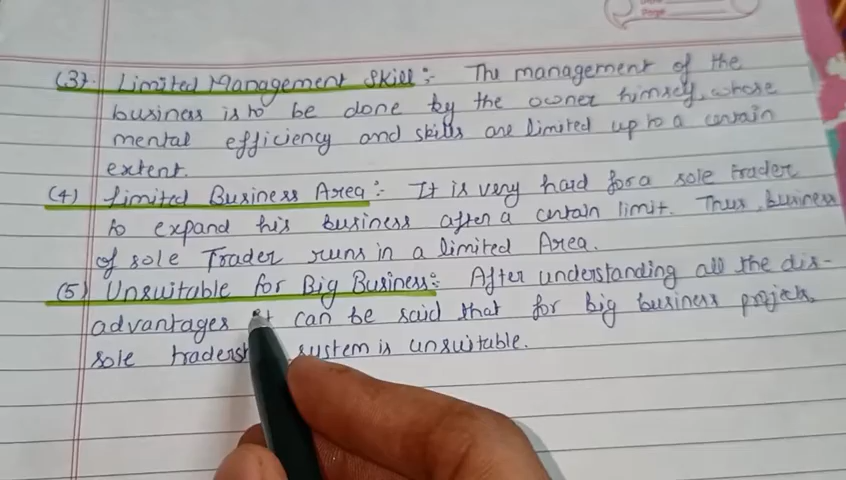 (3). Limited Management Skill:- The management of the
business is to be done by the owner himself, whose
mental efficiency and skills are limited up to a certain
extent.
(4) Limited Business Area:- It is very hard for a sole trader
to expand his business after a certain limit. Thus, business
of sole Trader runs in a limited Area.
(5) Unsuitable for Big Business:- After understanding all the dis-
advantages it can be said that for big business projects,
sole system is unsuitable.